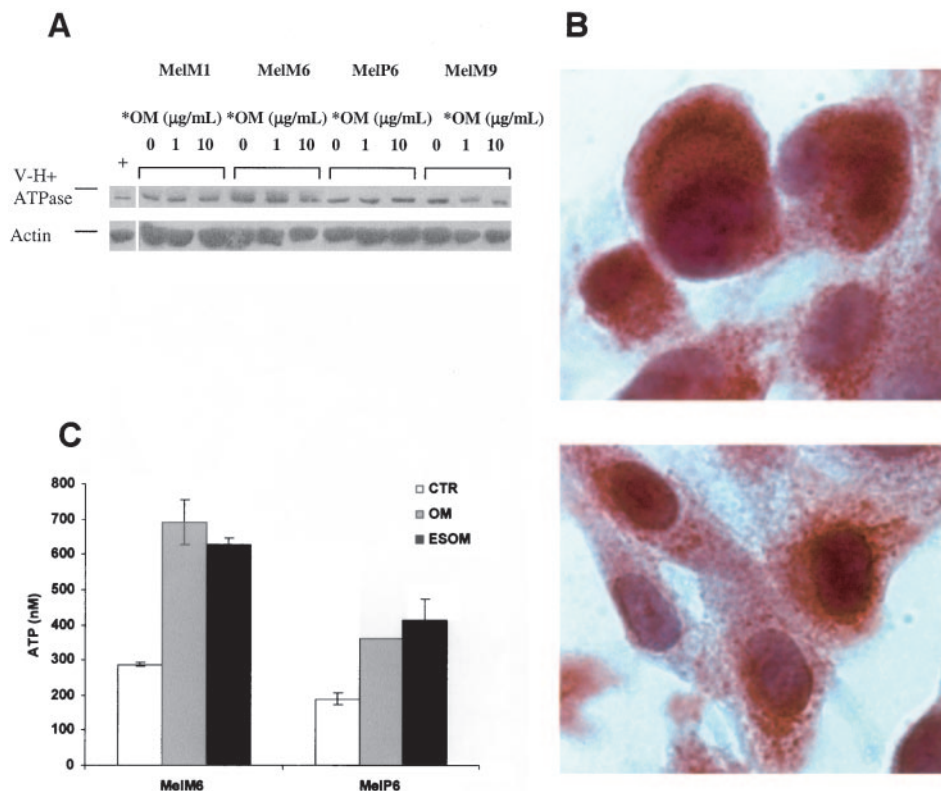 A
B
MelM1 MelM6 MelP6 MelM9
*OM (µg/mL) *OM (µg/mL) *OM (µg/mL) *OM (µg/mL)
0 1 10 0 1 10 0 1 10 0 1 10
+
V-H+
ATPase
Actin
C
800
700
600
500
400
300
200
100
0
ATP (nM)
CTR
OM
ESOM
MelM6 MelP6